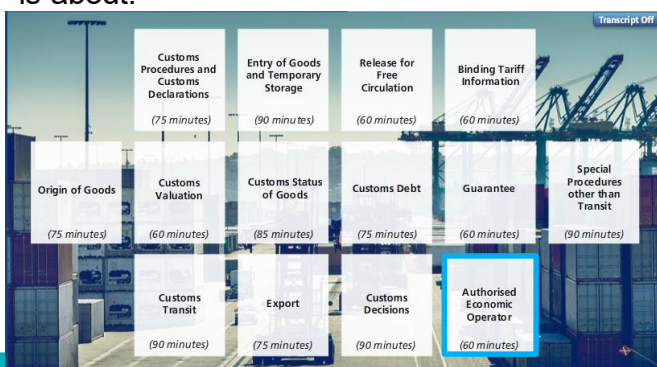 is about.
Transcript Off
Customs
Procedures and
Customs
Declarations
(75 minutes)
Entry of Goods
and Temporary
Storage
(90 minutes)
Release for
Free
Circulation
(60 minutes)
Binding Tariff
Information
(60 minutes)
Origin of Goods
(75 minutes)
Customs
Valuation
(60 minutes)
Customs Status
of Goods
(85 minutes)
Customs Debt
(75 minutes)
Guarantee
(60 minutes)
Special
Procedures
other than
Transit
(90 minutes)
Customs
Transit
(90 minutes)
Export
(75 minutes)
Customs
Decisions
(90 minutes)
Authorised
Economic
Operator
(60 minutes)